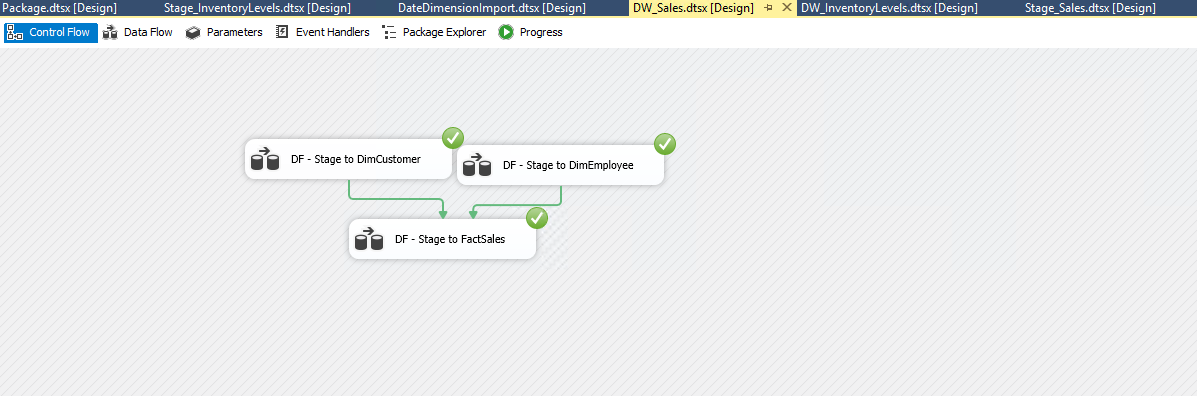 Package.dtsx [Design] Stage_InventoryLevels.dtsx [Design] DateDimensionImport.dtsx [Design] DW_Sales.dtsx [Design] DW_InventoryLevels.dtsx [Design] Stage_Sales.dtsx [Design]
Control Flow Data Flow Parameters Event Handlers Package Explorer Progress
DF - Stage to DimCustomer
DF - Stage to DimEmployee
DF - Stage to FactSales